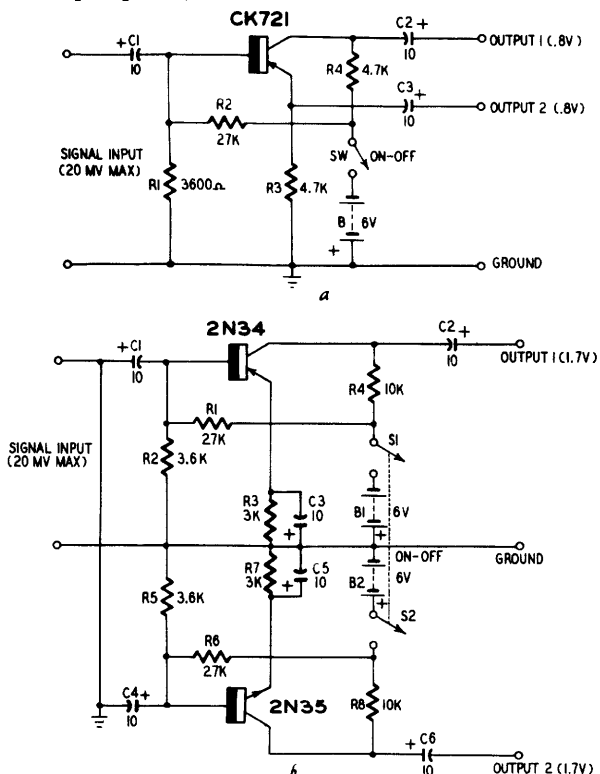 CK721
+ C1
10
C2 +
10
OUTPUT 1 (.8V)
R4
4.7K
C3 +
10
OUTPUT 2 (.8V)
R2
27K
SIGNAL INPUT
(20 MV MAX)
SW
ON-OFF
R1
3600Ω
R3
4.7K
B
6V
+
GROUND
a
2N34
+ C1
10
C2 +
10
OUTPUT 1 (1.7V)
R4
10K
R1
27K
S1
SIGNAL INPUT
(20 MV MAX)
R2
3.6K
R3
3K
C3
10
+
B1
6V
+
ON-OFF
GROUND
R7
3K
C5
10
+
B2
6V
+
R5
3.6K
S2
R6
27K
C4 +
10
2N35
R8
10K
+ C6
10
b
OUTPUT 2 (1.7V)